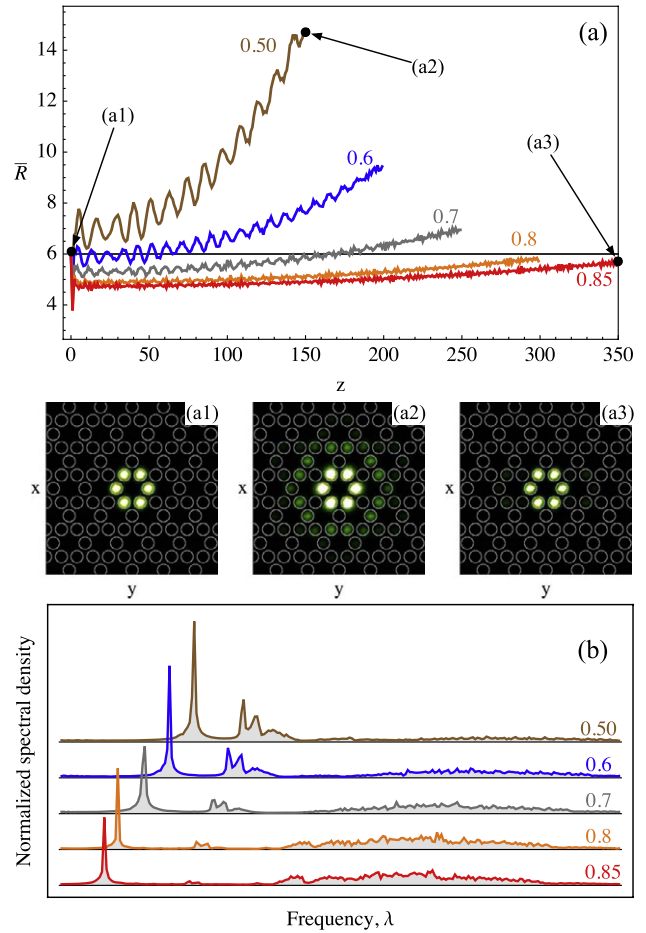 (a)
14
12
10
8
6
4
R̅
0.50
(a2)
(a1)
0.6
(a3)
0.7
0.8
0.85
0 50 100 150 200 250 300 350
z
(a1) (a2) (a3)
x x x
y y y
(b)
Normalized spectral density
0.50
0.6
0.7
0.8
0.85
Frequency, λ